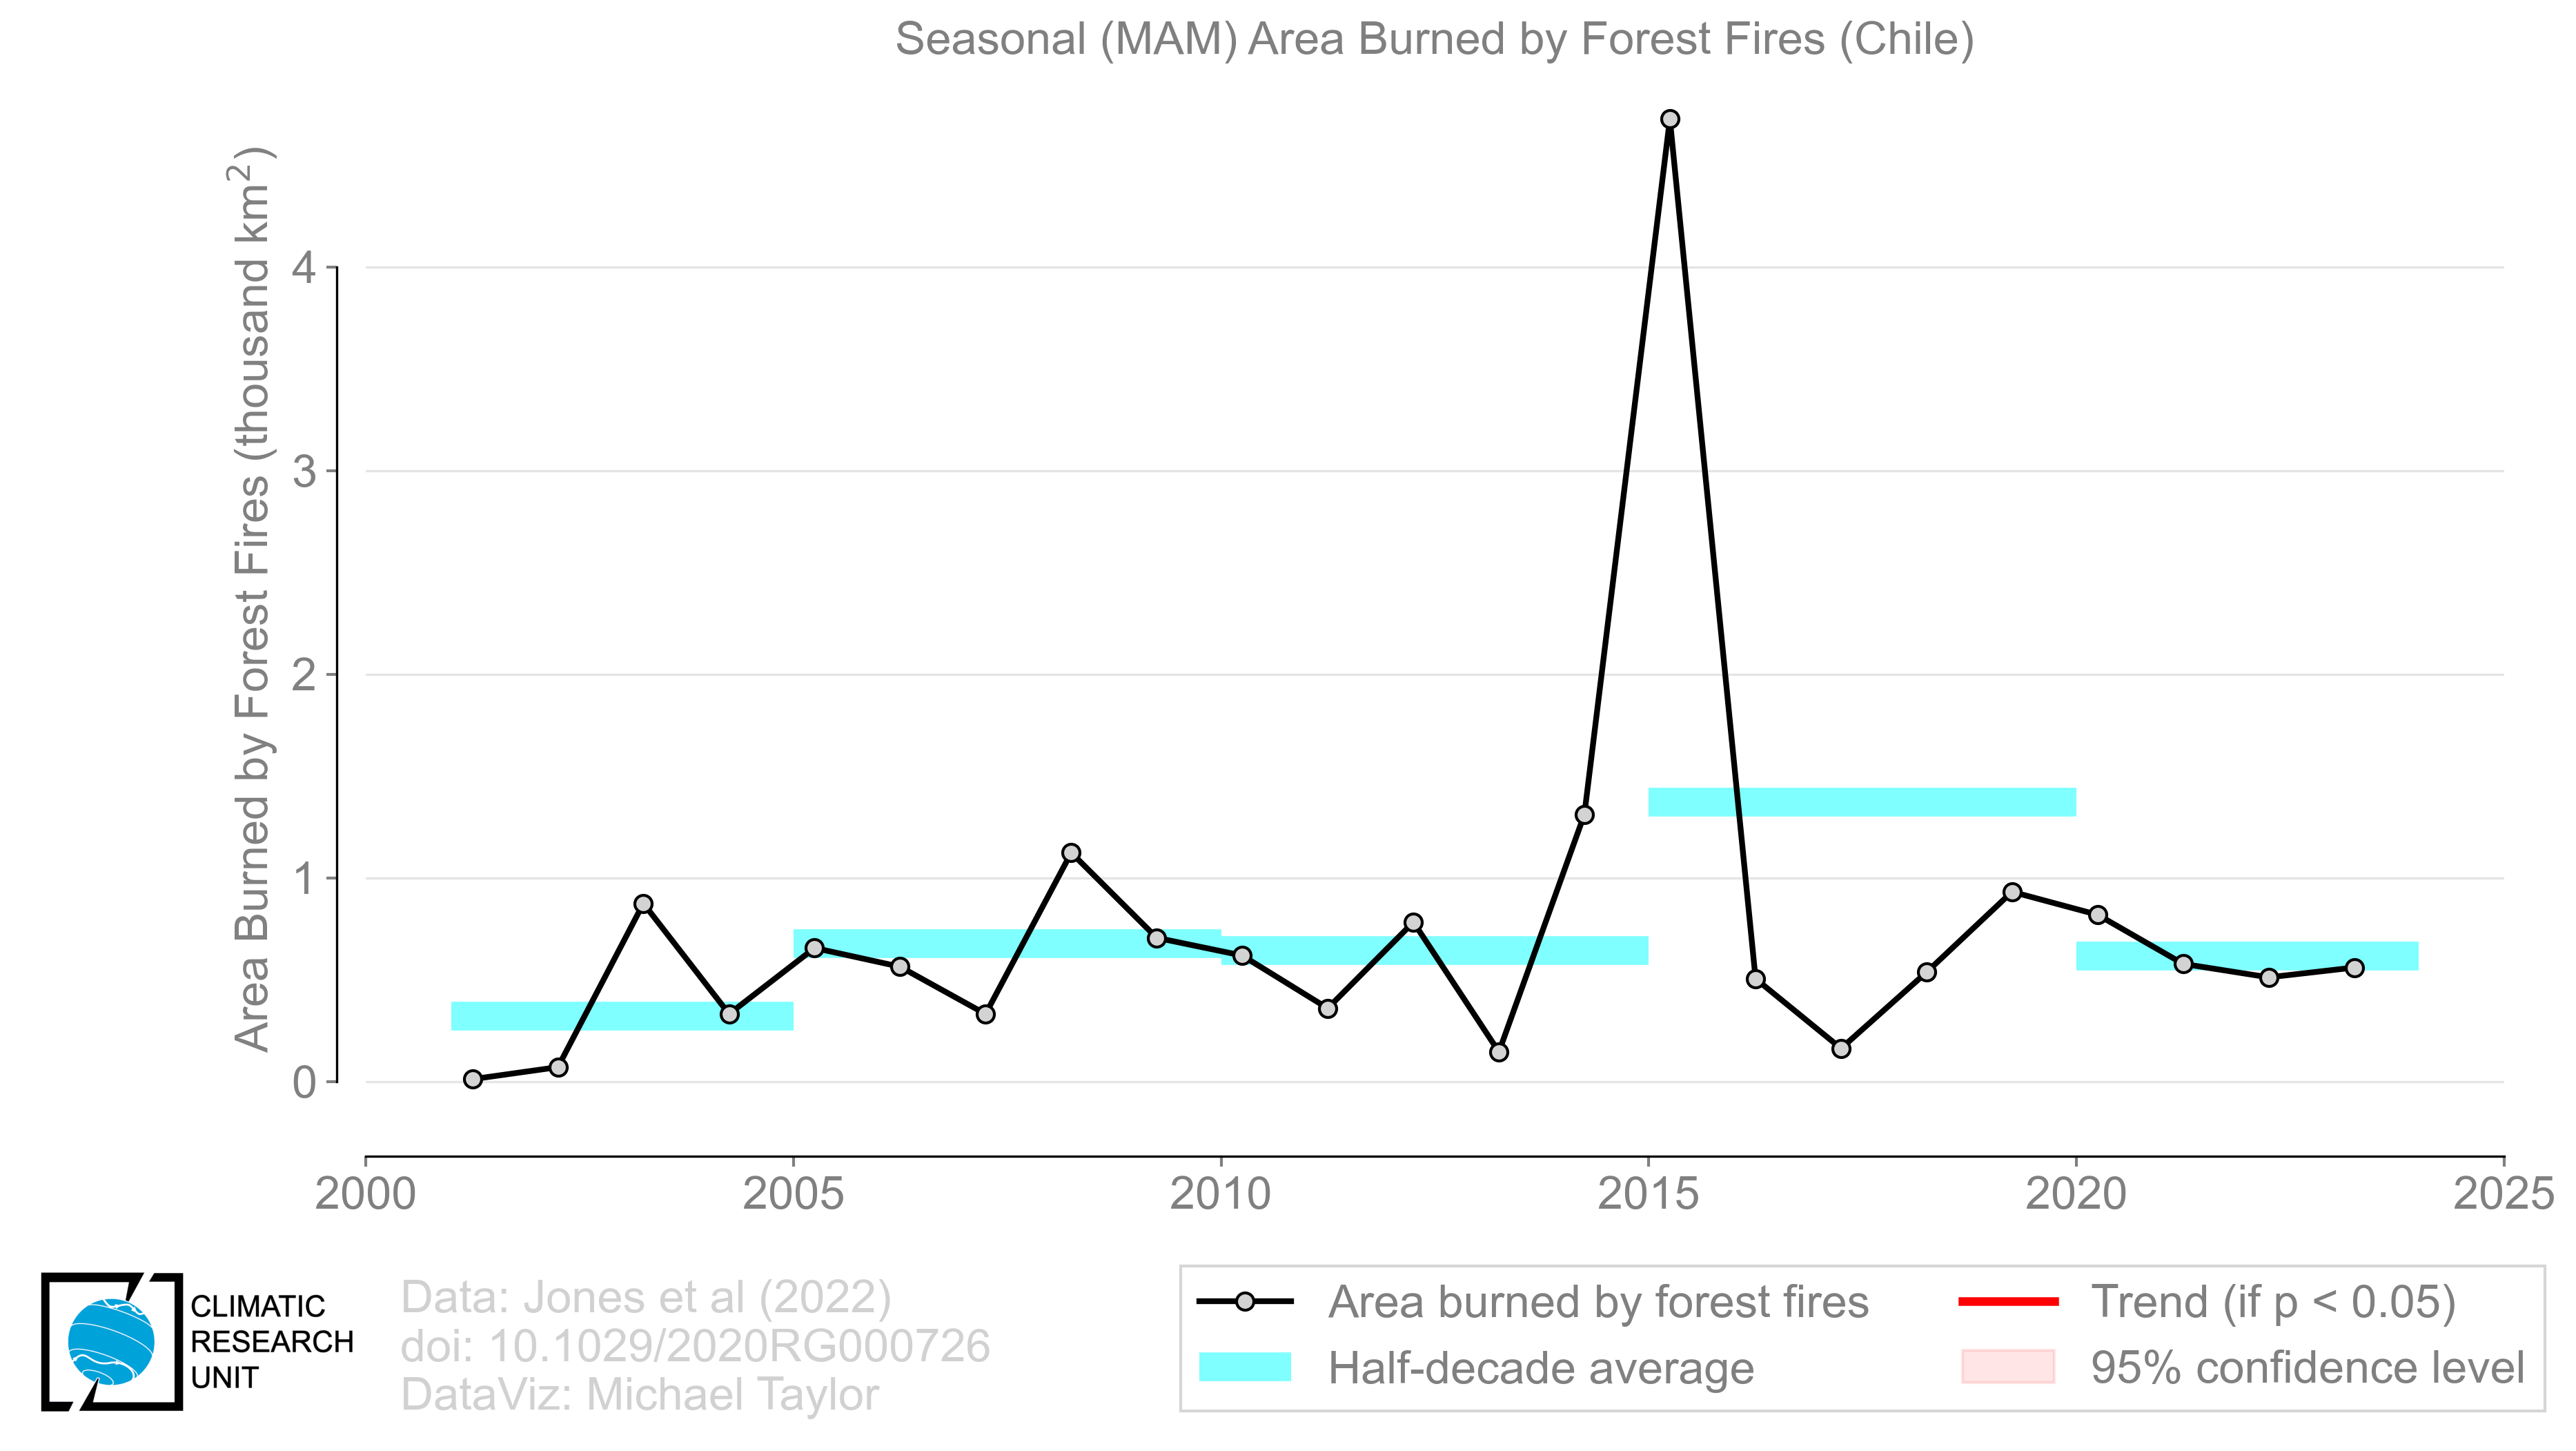 Seasonal (MAM) Area Burned by Forest Fires (Chile)
Area Burned by Forest Fires (thousand km²)
4
3
2
1
0
2000 2005 2010 2015 2020 2025
CLIMATIC
RESEARCH
UNIT
Data: Jones et al (2022)
doi: 10.1029/2020RG000726
DataViz: Michael Taylor
Area burned by forest fires
Half-decade average
Trend (if p < 0.05)
95% confidence level